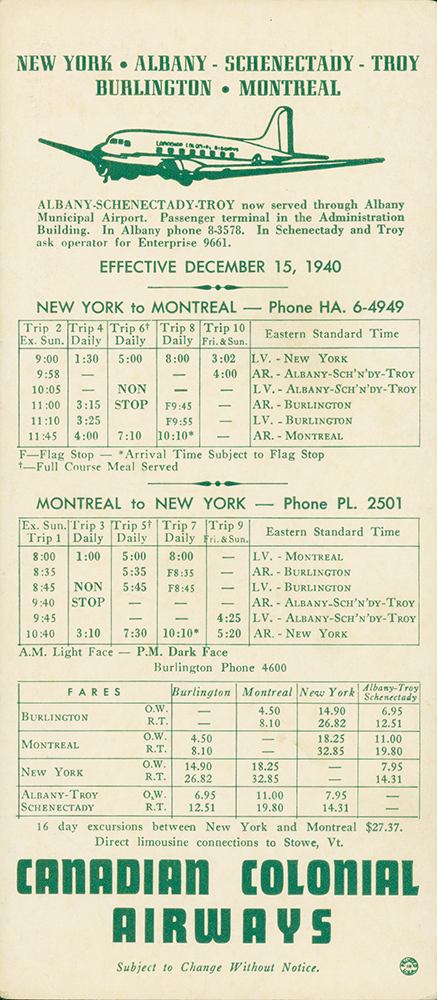 NEW YORK • ALBANY - SCHENECTADY - TROY
BURLINGTON • MONTREAL
ALBANY-SCHENECTADY-TROY now served through Albany
Municipal Airport. Passenger terminal in the Administration
Building. In Albany phone 8-3578. In Schenectady and Troy
ask operator for Enterprise 9661.
EFFECTIVE DECEMBER 15, 1940
NEW YORK to MONTREAL — Phone HA. 6-4949
Trip 2 Trip 4 Trip 6† Trip 8 Trip 10 Eastern Standard Time
Ex. Sun. Daily Daily Daily Fri. & Sun.
9:00 1:30 5:00 8:00 3:02 LV. - NEW YORK
9:58 — — 4:00 AR. - ALBANY-SCH'N'DY-TROY
10:05 — NON — — LV. - ALBANY-SCH'N'DY-TROY
11:00 3:15 STOP F9:45 — AR. - BURLINGTON
11:10 3:25 F9:55 — LV. - BURLINGTON
11:45 4:00 7:10 10:10* — AR. - MONTREAL
F—Flag Stop — *Arrival Time Subject to Flag Stop
†—Full Course Meal Served
MONTREAL to NEW YORK — Phone PL. 2501
Ex. Sun. Trip 3 Trip 5† Trip 7 Trip 9 Eastern Standard Time
Trip 1 Daily Daily Daily Fri. & Sun.
8:00 1:00 5:00 8:00 — LV. - MONTREAL
8:35 5:35 F8:35 — AR. - BURLINGTON
8:45 NON 5:45 F8:45 — LV. - BURLINGTON
9:40 STOP — — — AR. - ALBANY-SCH'N'DY-TROY
9:45 — — 4:25 LV. - ALBANY-SCH'N'DY-TROY
10:40 3:10 7:30 10:10* 5:20 AR. - NEW YORK
A.M. Light Face — P.M. Dark Face
Burlington Phone 4600
FARES Burlington Montreal New York Albany-Troy Schenectady
BURLINGTON O.W. — 4.50 14.90 6.95
R.T. — 8.10 26.82 12.51
MONTREAL O.W. 4.50 — 18.25 11.00
R.T. 8.10 — 32.85 19.80
NEW YORK O.W. 14.90 18.25 — 7.95
R.T. 26.82 32.85 — 14.31
ALBANY-TROY O.W. 6.95 11.00 7.95 —
SCHENECTADY R.T. 12.51 19.80 14.31 —
16 day excursions between New York and Montreal $27.37.
Direct limousine connections to Stowe, Vt.
CANADIAN COLONIAL
AIRWAYS
Subject to Change Without Notice.